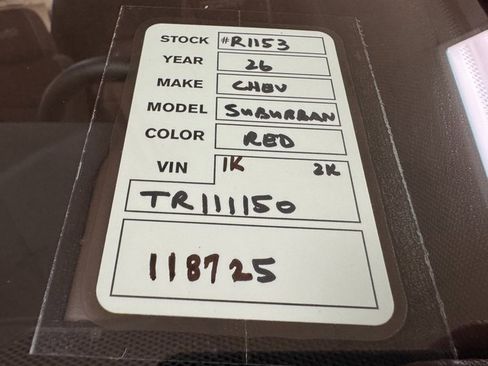 STOCK #R1153
YEAR 26
MAKE CHEV
MODEL SUBURBAN
COLOR RED
VIN 1K 2K
TR111150
118725